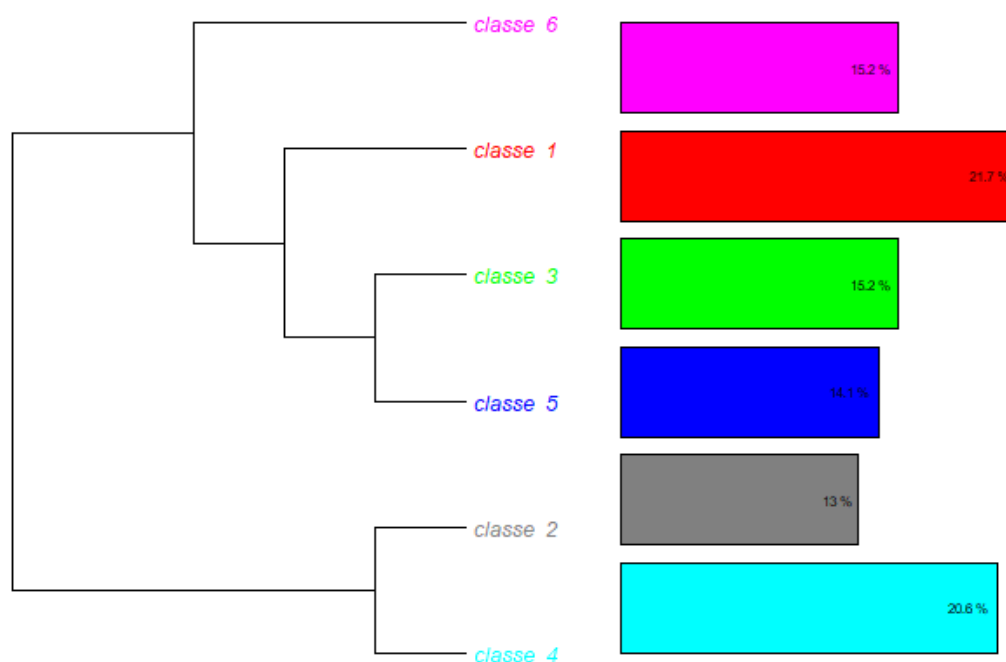 classe 6
15.2 %
classe 1
21.7 %
classe 3
15.2 %
classe 5
14.1 %
classe 2
13 %
classe 4
20.6 %